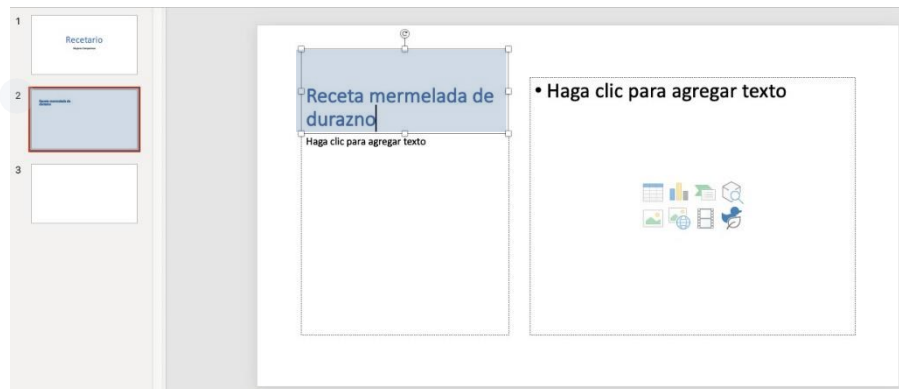 1
Recetario
2
3
Receta mermelada de
durazno
Haga clic para agregar texto
• Haga clic para agregar texto